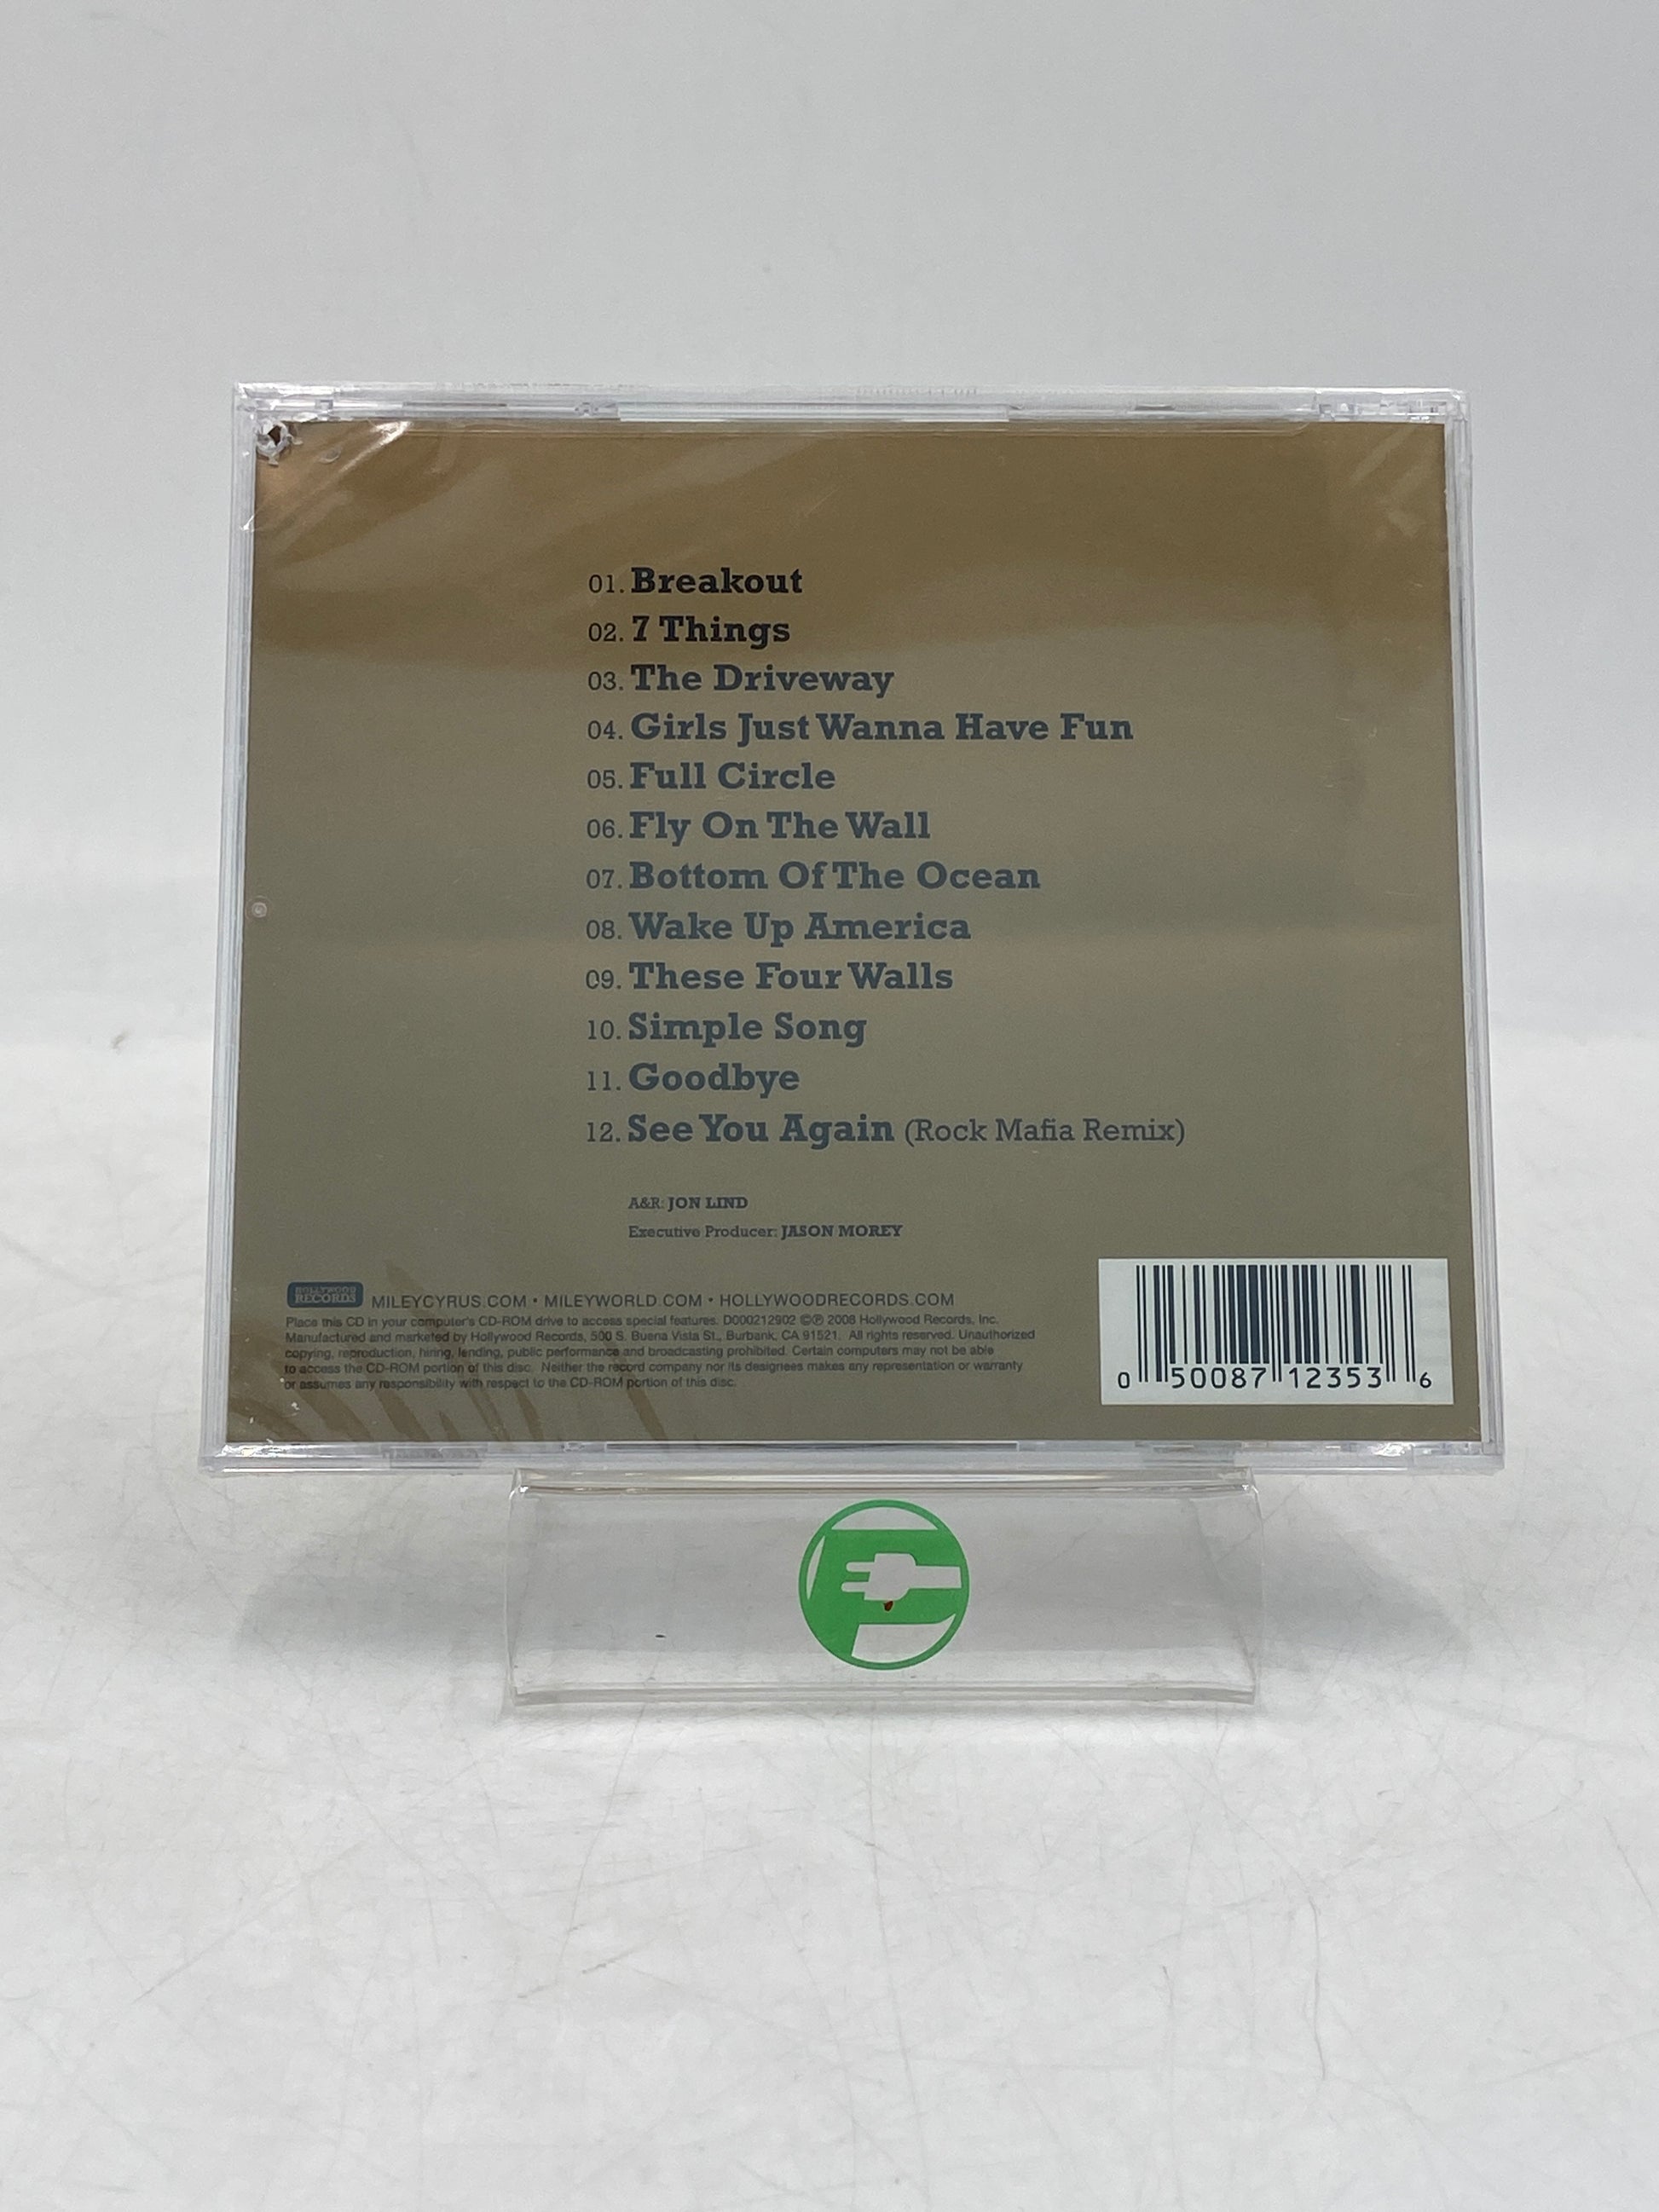 01. Breakout
02. 7 Things
03. The Driveway
04. Girls Just Wanna Have Fun
05. Full Circle
06. Fly On The Wall
07. Bottom Of The Ocean
08. Wake Up America
09. These Four Walls
10. Simple Song
11. Goodbye
12. See You Again (Rock Mafia Remix)
A&R: JON LIND
Executive Producer: JASON MOREY
HOLLYWOOD
RECORDS
MILEYCYRUS.COM • MILEYWORLD.COM • HOLLYWOODRECORDS.COM
Place this CD in your computer's CD-ROM drive to access special features. D000212902 ©℗ 2008 Hollywood Records, Inc.
Manufactured and marketed by Hollywood Records, 500 S. Buena Vista St., Burbank, CA 91521. All rights reserved. Unauthorized
copying, reproduction, hiring, lending, public performance and broadcasting prohibited. Certain computers may not be able
to access the CD-ROM portion of this disc. Neither the record company nor its designees makes any representation or warranty
or assumes any responsibility with respect to the CD-ROM portion of this disc.
0 50087 12353 6